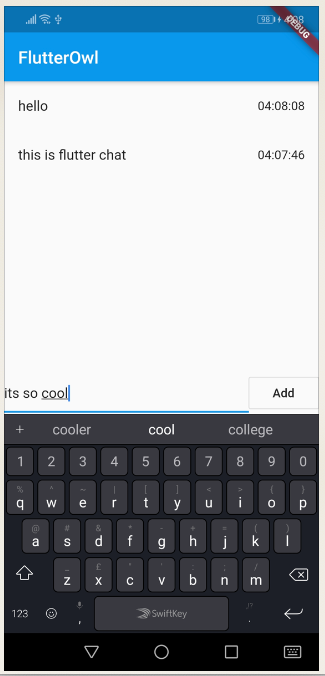 98
4:08
DEBUG
FlutterOwl
hello 04:08:08
this is flutter chat 04:07:46
its so cool Add
+ cooler cool college
1 2 3 4 5 6 7 8 9 0
q w e r t y u i o p
@ # & * - + = ( )
a s d f g h j k l
z x c v b n m
123 , SwiftKey .